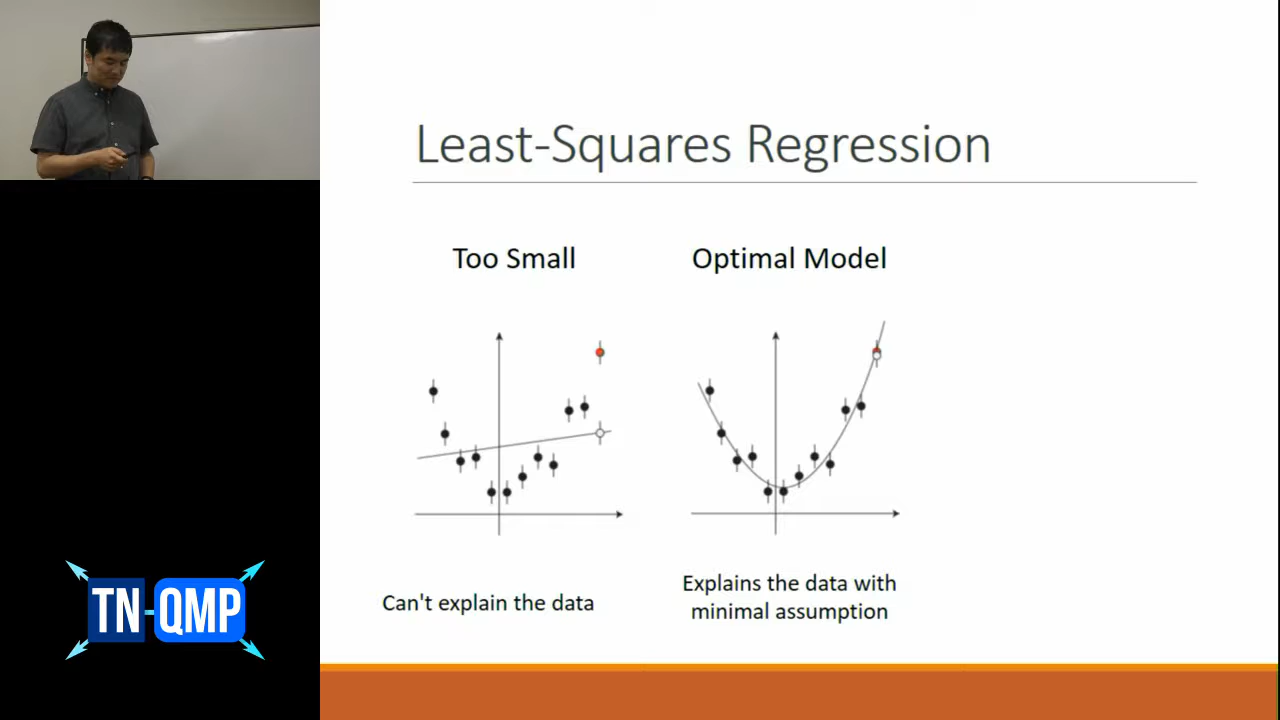 Least-Squares Regression
Too Small
Optimal Model
Can't explain the data
Explains the data with
minimal assumption
TN-QMP